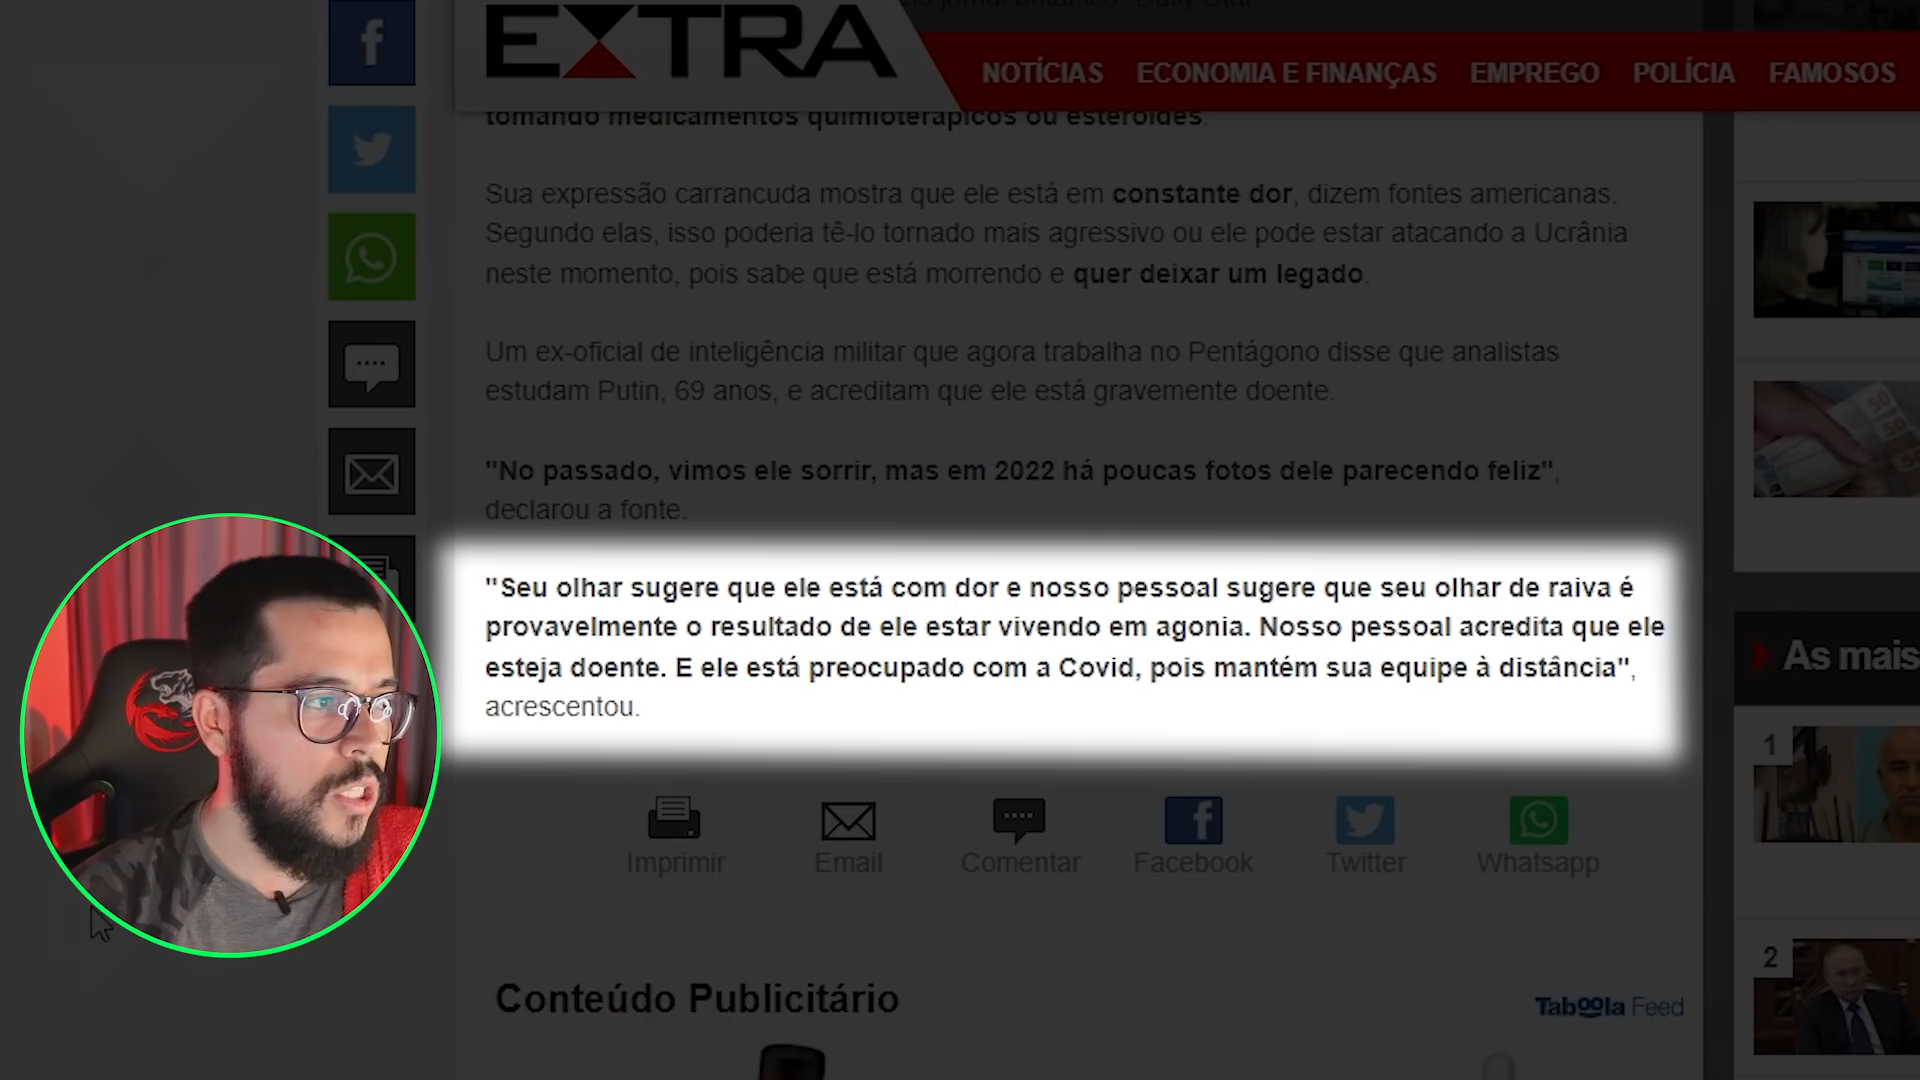 EXTRA
NOTÍCIAS ECONOMIA E FINANÇAS EMPREGO POLÍCIA FAMOSOS
tomando medicamentos quimioterápicos ou esteroides.
Sua expressão carrancuda mostra que ele está em constante dor, dizem fontes americanas.
Segundo elas, isso poderia tê-lo tornado mais agressivo ou ele pode estar atacando a Ucrânia
neste momento, pois sabe que está morrendo e quer deixar um legado.
Um ex-oficial de inteligência militar que agora trabalha no Pentágono disse que analistas
estudam Putin, 69 anos, e acreditam que ele está gravemente doente.
"No passado, vimos ele sorrir, mas em 2022 há poucas fotos dele parecendo feliz",
declarou a fonte.
"Seu olhar sugere que ele está com dor e nosso pessoal sugere que seu olhar de raiva é
provavelmente o resultado de ele estar vivendo em agonia. Nosso pessoal acredita que ele
esteja doente. E ele está preocupado com a Covid, pois mantém sua equipe à distância",
acrescentou.
Imprimir Email Comentar Facebook Twitter Whatsapp
Conteúdo Publicitário
Taboola Feed
As mais
1
2